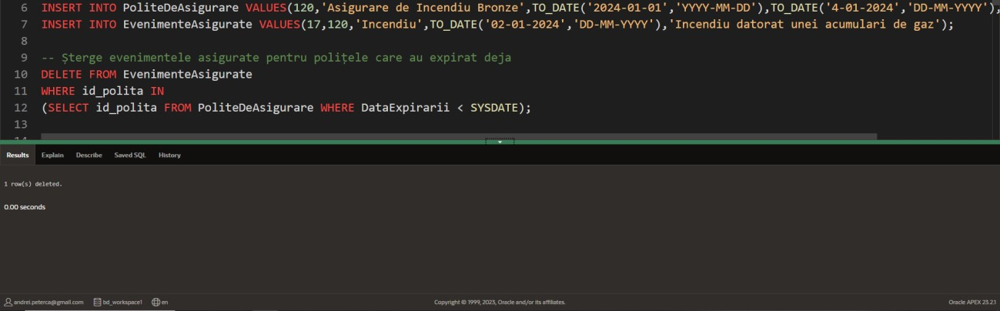 6 INSERT INTO PoliteDeAsigurare VALUES(120,'Asigurare de Incendiu Bronze',TO_DATE('2024-01-01','YYYY-MM-DD'),TO_DATE('4-01-2024','DD-MM-YYYY'),
7 INSERT INTO EvenimenteAsigurate VALUES(17,120,'Incendiu',TO_DATE('02-01-2024','DD-MM-YYYY'),'Incendiu datorat unei acumulari de gaz');
8
9 -- Șterge evenimentele asigurate pentru polițele care au expirat deja
10 DELETE FROM EvenimenteAsigurate
11 WHERE id_polita IN
12 (SELECT id_polita FROM PoliteDeAsigurare WHERE DataExpirarii < SYSDATE);
13
14
Results Explain Describe Saved SQL History
1 row(s) deleted.
0.00 seconds
andrei.peterca@gmail.com bd_workspace1 en Copyright © 1999, 2023, Oracle and/or its affiliates. Oracle APEX 23.2.1